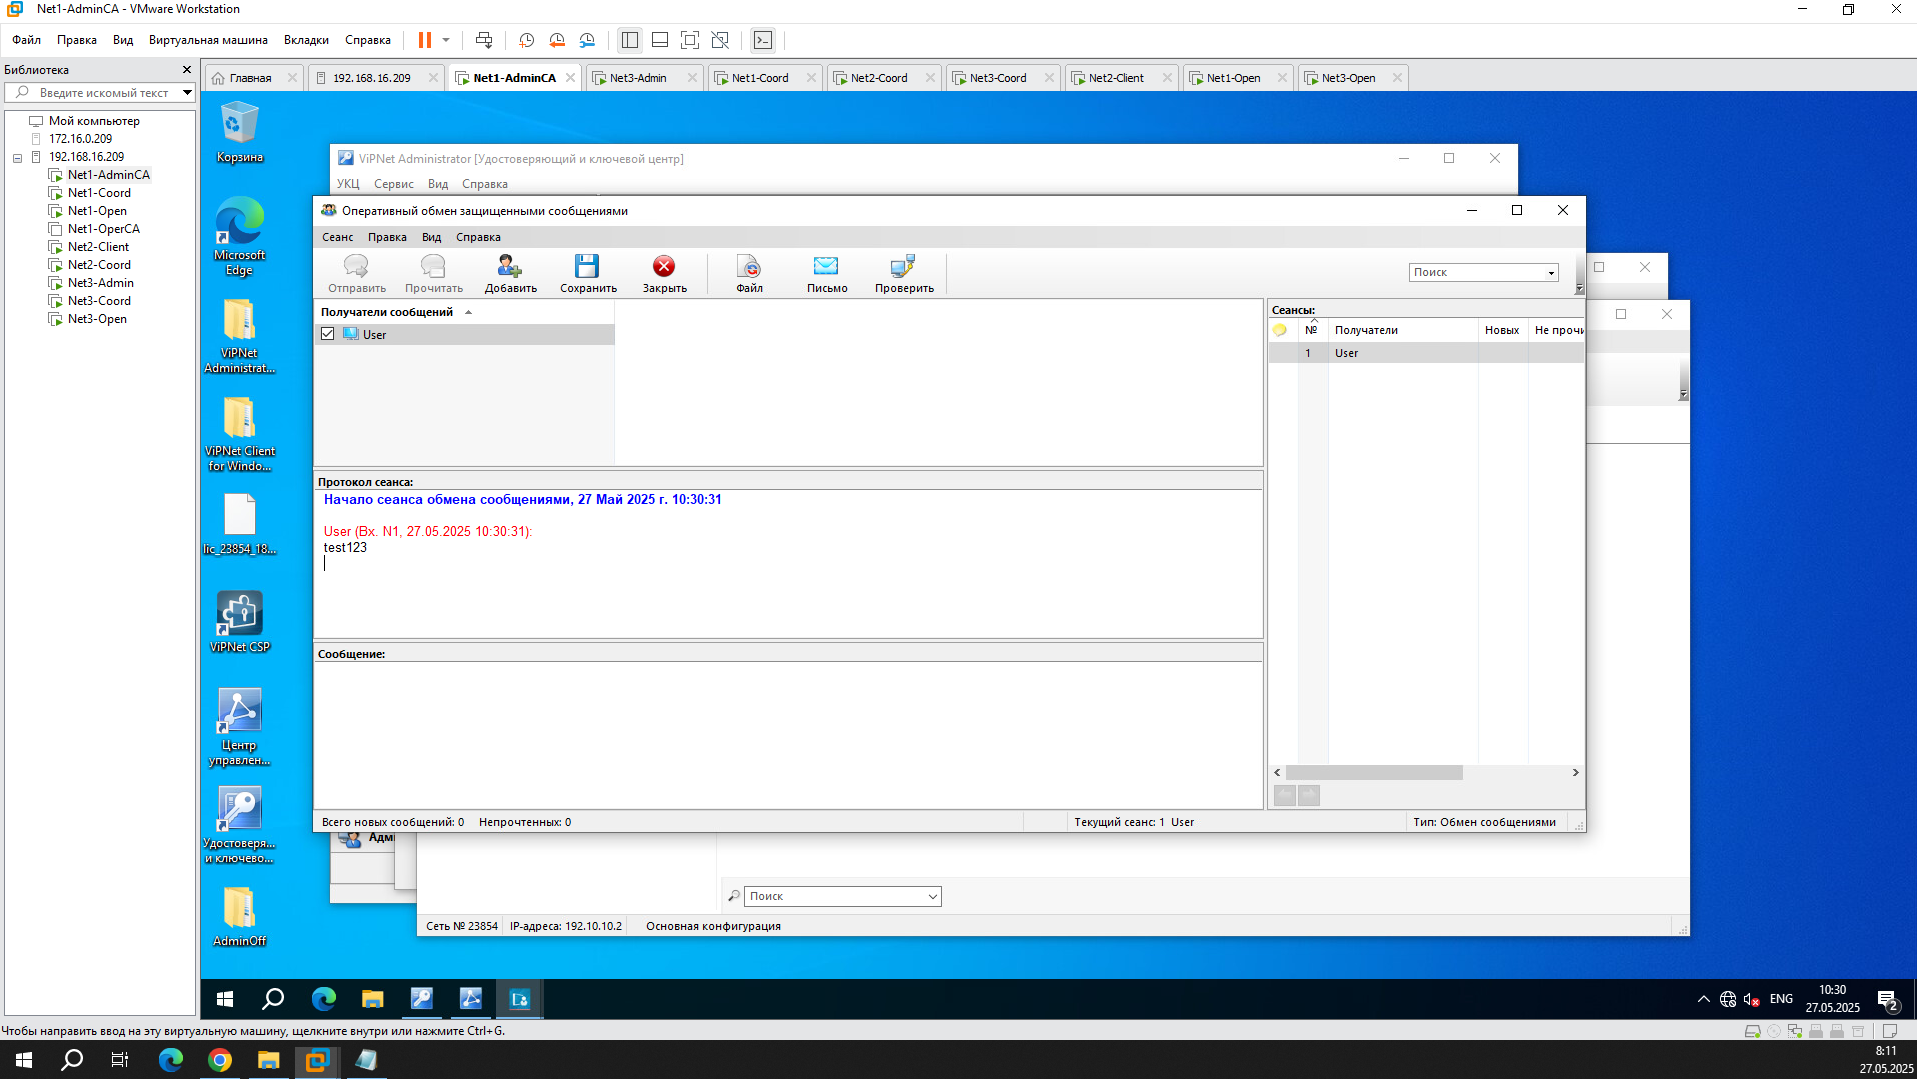 Net1-AdminCA - VMware Workstation
Файл Правка Вид Виртуальная машина Вкладки Справка
Библиотека
Введите искомый текст
Мой компьютер
172.16.0.209
192.168.16.209
Net1-AdminCA
Net1-Coord
Net1-Open
Net1-OperCA
Net2-Client
Net2-Coord
Net3-Admin
Net3-Coord
Net3-Open
Главная 192.168.16.209 Net1-AdminCA Net3-Admin Net1-Coord Net2-Coord Net3-Coord Net2-Client Net1-Open Net3-Open
Корзина
Microsoft
Edge
ViPNet
Administrat...
ViPNet Client
for Windo...
lic_23854_18...
ViPNet CSP
Центр
управлен...
Удостоверя...
и ключево...
AdminOff
ViPNet Administrator [Удостоверяющий и ключевой центр]
УКЦ Сервис Вид Справка
Оперативный обмен защищенными сообщениями
Сеанс Правка Вид Справка
Отправить Прочитать Добавить Сохранить Закрыть Файл Письмо Проверить
Поиск
Получатели сообщений
User
Сеансы:
№ Получатели Новых Не прочи
1 User
Протокол сеанса:
Начало сеанса обмена сообщениями, 27 Май 2025 г. 10:30:31
User (Вх. N1, 27.05.2025 10:30:31):
test123
Сообщение:
Всего новых сообщений: 0 Непрочтенных: 0 Текущий сеанс: 1 User Тип: Обмен сообщениями
Адми
Поиск
Сеть № 23854 IP-адреса: 192.10.10.2 Основная конфигурация
ENG
10:30
27.05.2025
2
Чтобы направить ввод на эту виртуальную машину, щелкните внутри или нажмите Ctrl+G.
8:11
27.05.2025